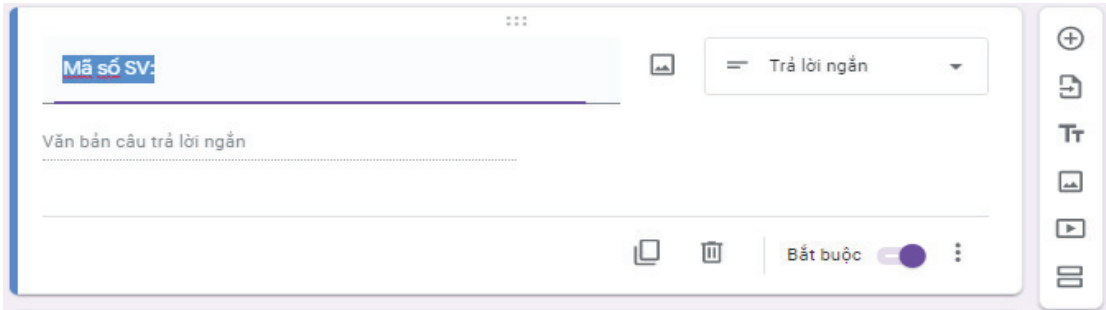 Mã số SV:
Trả lời ngắn
Văn bản câu trả lời ngắn
Bắt buộc